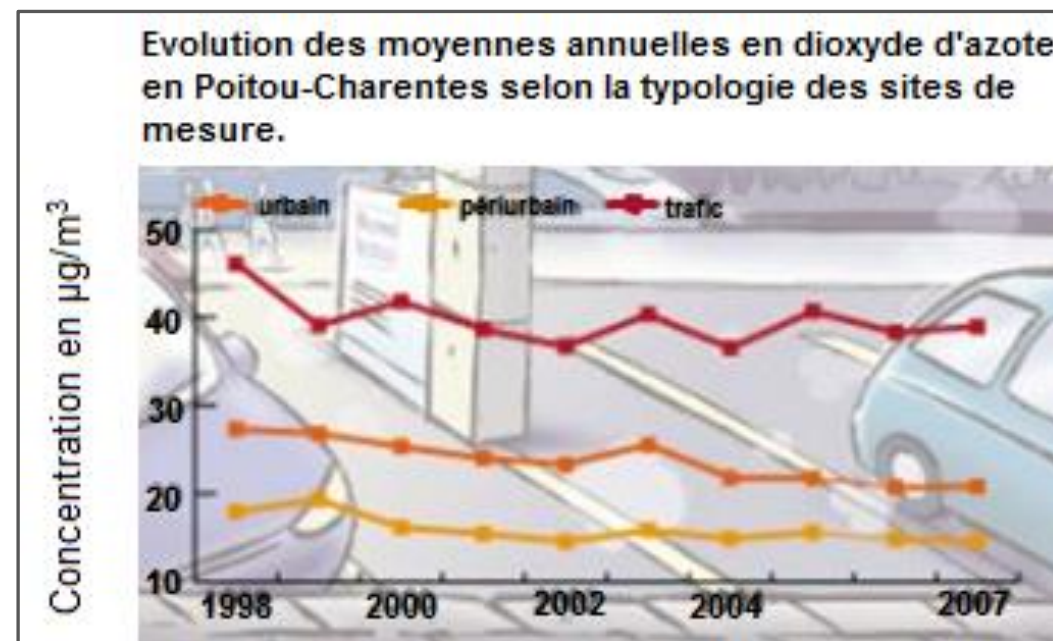 Evolution des moyennes annuelles en dioxyde d'azote
en Poitou-Charentes selon la typologie des sites de
mesure.
Concentration en µg/m³
urbain périurbain trafic
50
40
30
20
10
1998 2000 2002 2004 2007